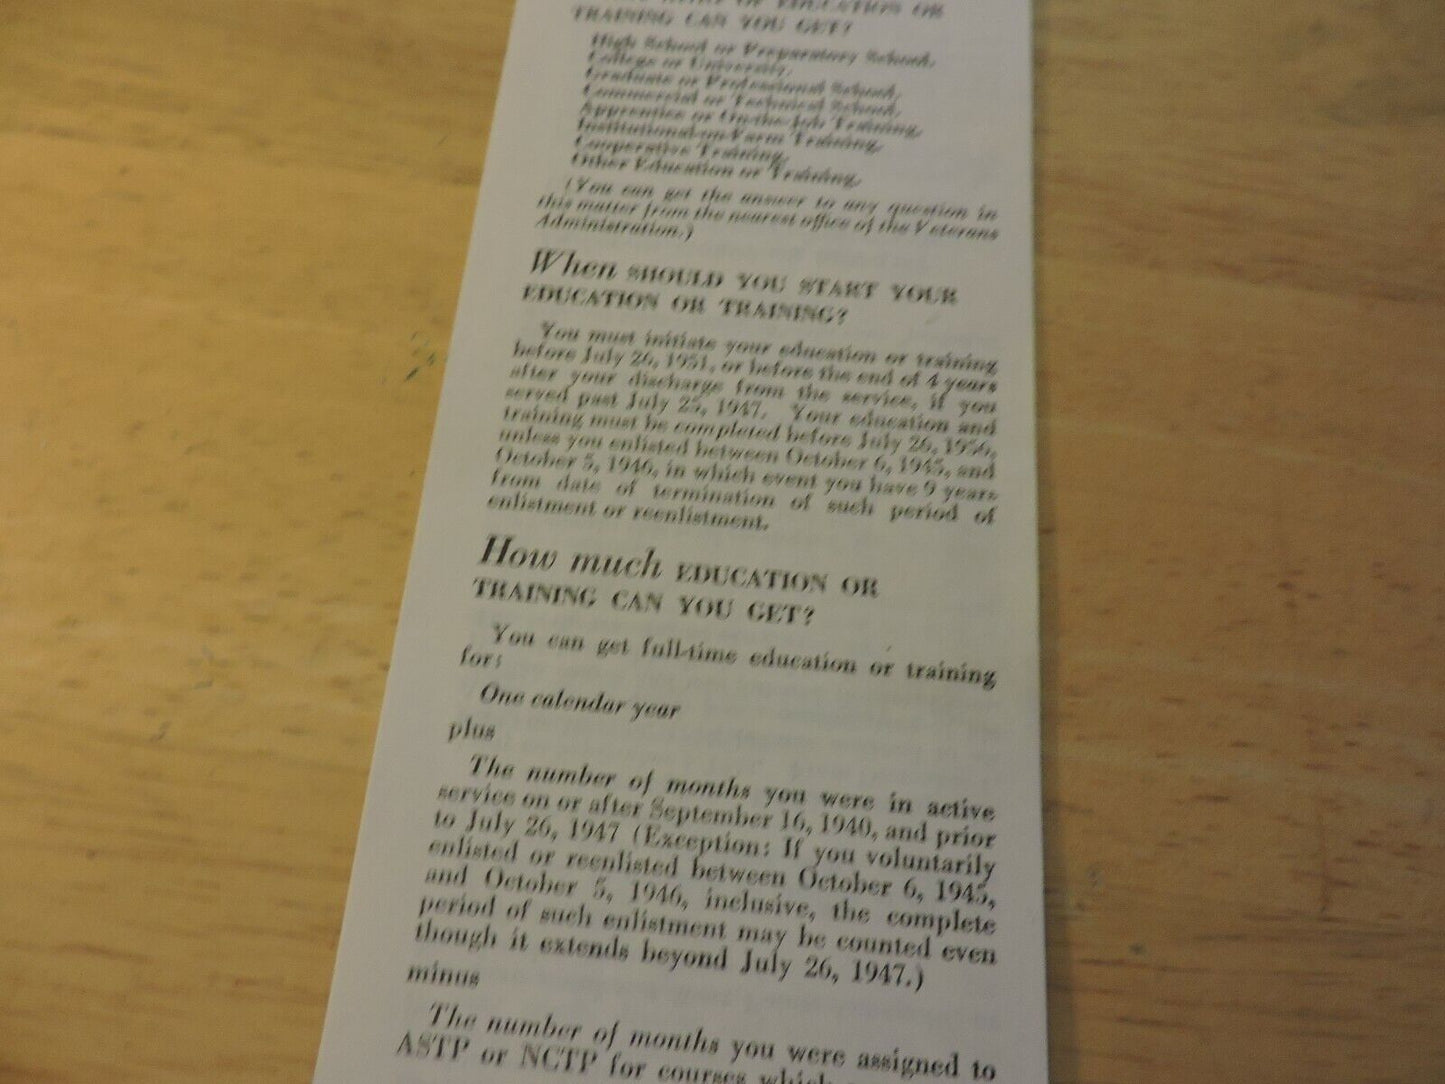 OF EDUCATION OR
TRAINING CAN YOU GET?
High School or Preparatory School,
College or University,
Graduate or Professional School,
Commercial or Technical School,
Apprentice or On-the-Job Training,
Institutional-on-Farm Training,
Cooperative Training,
Other Education or Training,
(You can get the answer to any question in
this matter from the nearest office of the Veterans
Administration.)
When SHOULD YOU START YOUR
EDUCATION OR TRAINING?
You must initiate your education or training
before July 26, 1951, or before the end of 4 years
after your discharge from the service, if you
served past July 25, 1947. Your education and
training must be completed before July 26, 1956,
unless you enlisted between October 6, 1945, and
October 5, 1946, in which event you have 9 years
from date of termination of such period of
enlistment or reenlistment.
How much EDUCATION OR
TRAINING CAN YOU GET?
You can get full-time education or training
for:
One calendar year
plus
The number of months you were in active
service on or after September 16, 1940, and prior
to July 26, 1947 (Exception: If you voluntarily
enlisted or reenlisted between October 6, 1945,
and October 5, 1946, inclusive, the complete
period of such enlistment may be counted even
though it extends beyond July 26, 1947.)
minus
The number of months you were assigned to
ASTP or NCTP for courses which